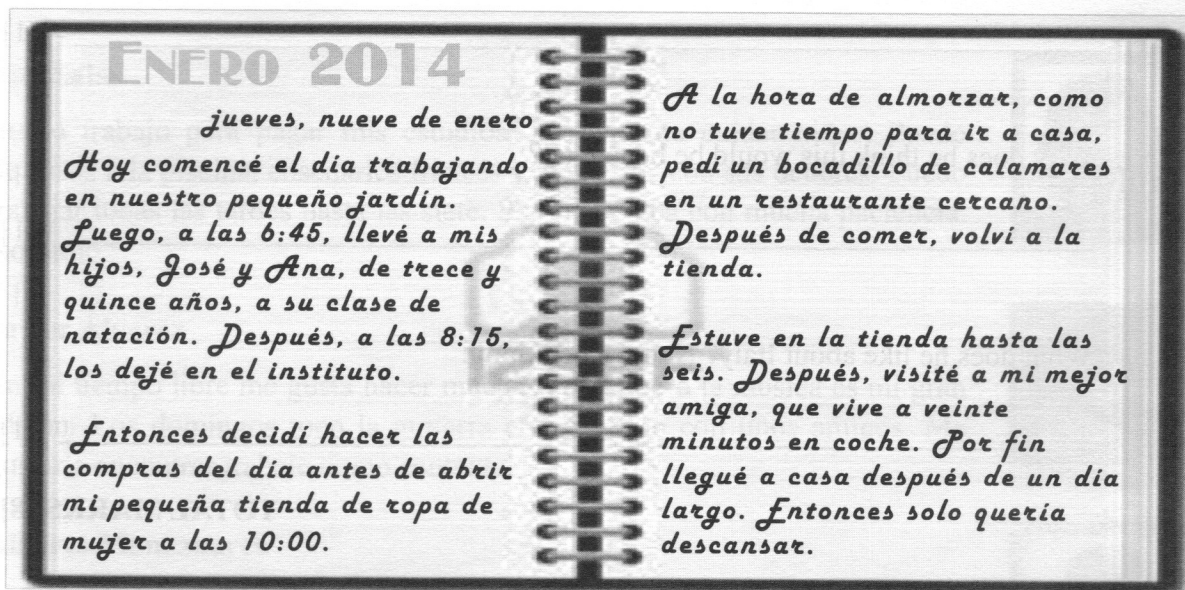 ENERO 2014
jueves, nueve de enero
Hoy comencé el día trabajando
en nuestro pequeño jardín.
Luego, a las 6:45, llevé a mis
hijos, José y Ana, de trece y
quince años, a su clase de
natación. Después, a las 8:15,
los dejé en el instituto.
Entonces decidí hacer las
compras del día antes de abrir
mi pequeña tienda de ropa de
mujer a las 10:00.
A la hora de almorzar, como
no tuve tiempo para ir a casa,
pedí un bocadillo de calamares
en un restaurante cercano.
Después de comer, volví a la
tienda.
Estuve en la tienda hasta las
seis. Después, visité a mi mejor
amiga, que vive a veinte
minutos en coche. Por fin
llegué a casa después de un día
largo. Entonces solo quería
descansar.